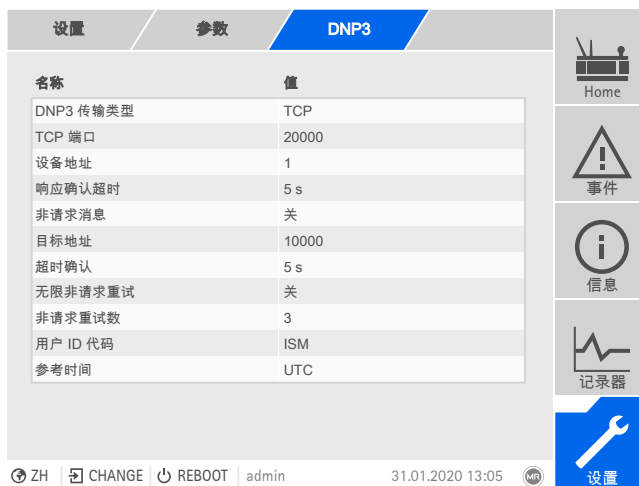 设置 参数 DNP3
名称 值
DNP3 传输类型 TCP
TCP 端口 20000
设备地址 1
响应确认超时 5 s
非请求消息 关
目标地址 10000
超时确认 5 s
无限非请求重试 关
非请求重试数 3
用户 ID 代码 ISM
参考时间 UTC
Home
事件
信息
记录器
设置
ZH CHANGE REBOOT admin 31.01.2020 13:05 MR